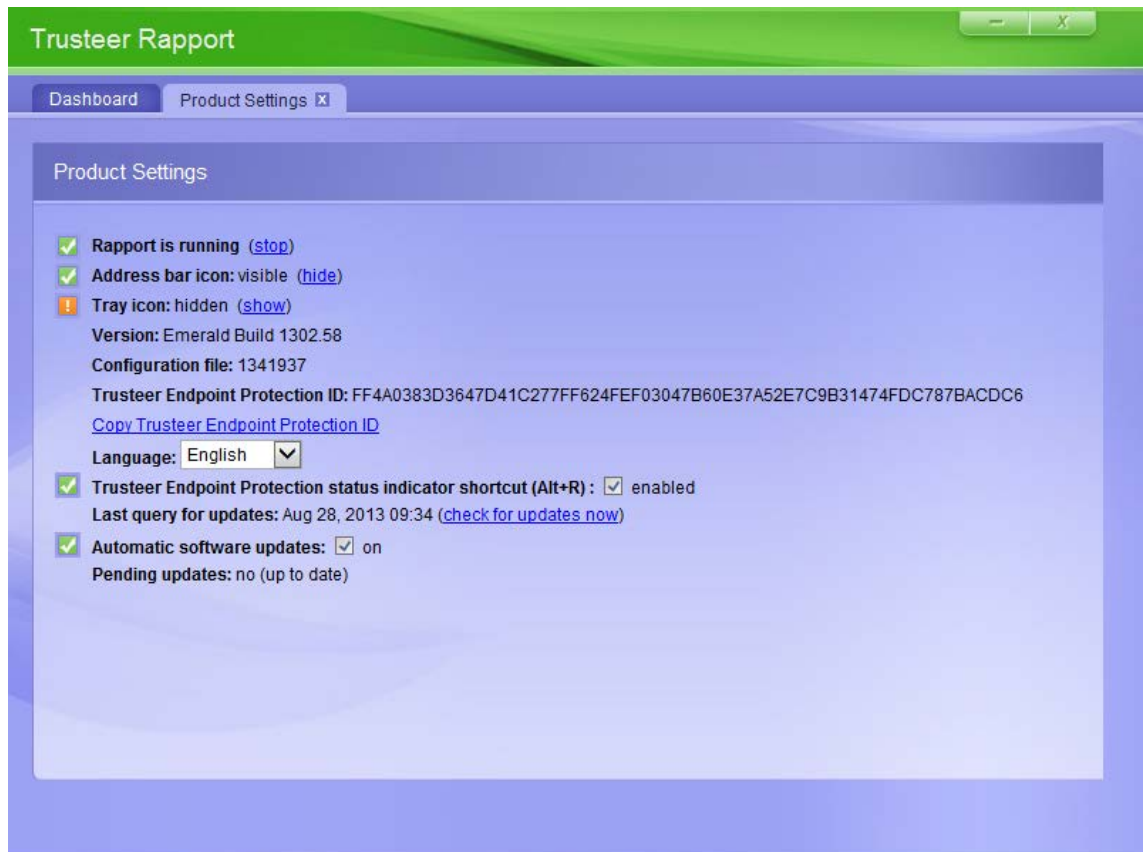 Trusteer Rapport
Dashboard
Product Settings
Product Settings
Rapport is running (stop)
Address bar icon: visible (hide)
Tray icon: hidden (show)
Version: Emerald Build 1302.58
Configuration file: 1341937
Trusteer Endpoint Protection ID: FF4A0383D3647D41C277FF624FEF03047B60E37A52E7C9B31474FDC787BACDC6
Copy Trusteer Endpoint Protection ID
Language: English
Trusteer Endpoint Protection status indicator shortcut (Alt+R) : enabled
Last query for updates: Aug 28, 2013 09:34 (check for updates now)
Automatic software updates: on
Pending updates: no (up to date)